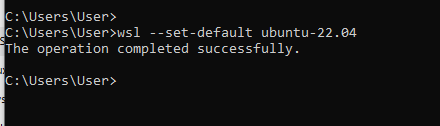 C:\Users\User>
C:\Users\User>wsl --set-default ubuntu-22.04
The operation completed successfully.
C:\Users\User>